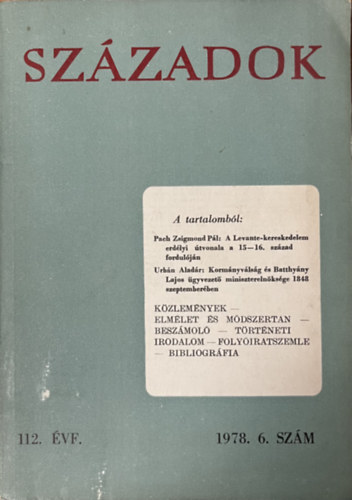 SZÁZADOK
A tartalomból:
Pach Zsigmond Pál: A Levante-kereskedelem
erdélyi útvonala a 15—16. század
fordulóján
Urbán Aladár: Kormányválság és Batthyány
Lajos ügyvezető miniszterelnöksége 1848
szeptemberében
KÖZLEMÉNYEK —
ELMÉLET ÉS MÓDSZERTAN —
BESZÁMOLÓ — TÖRTÉNETI
IRODALOM — FOLYÓIRATSZEMLE
— BIBLIOGRÁFIA
112. ÉVF. 1978. 6. SZÁM